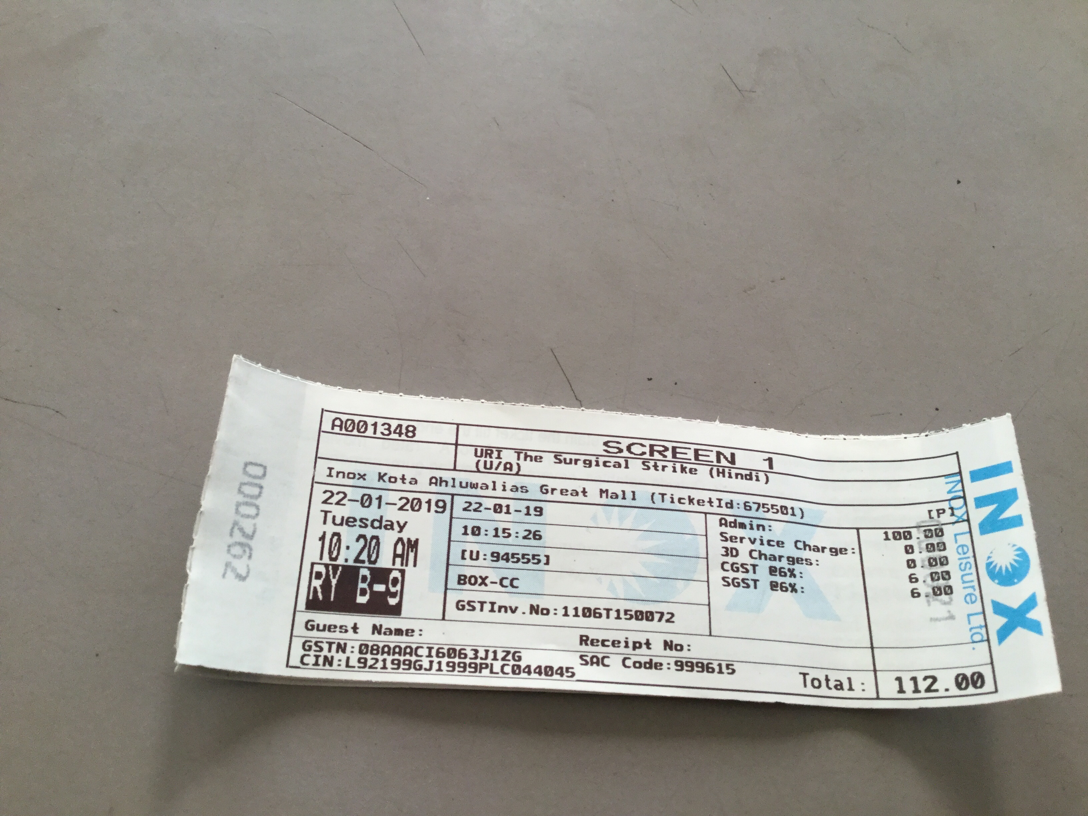 A001348
SCREEN 1
URI The Surgical Strike (Hindi)
(U/A)
Inox Kota Ahluwalias Great Mall (TicketId:675501)
[P]
22-01-2019
Tuesday
10:20 AM
RY B-9
22-01-19
10:15:26
[U:94555]
BOX-CC
GSTInv.No:1106T150072
Admin: 100.00
Service Charge: 0.00
3D Charges: 0.00
CGST @6%: 6.00
SGST @6%: 6.00
Guest Name:
Receipt No:
GSTN:08AAACI6063J1ZG
SAC Code:999615
CIN:L92199GJ1999PLC044045
Total: 112.00
000262
INOX
INOX Leisure Ltd.
INOX